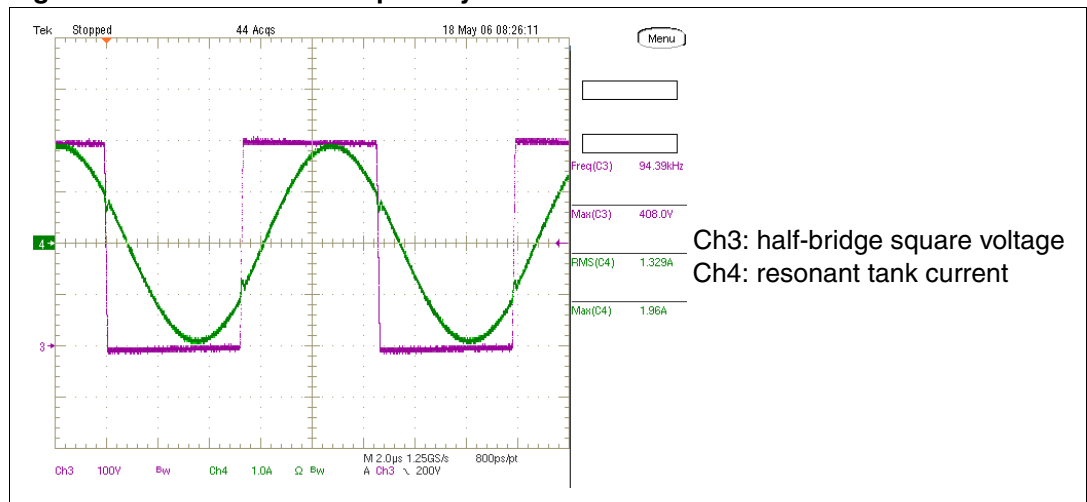 Tek Stopped 44 Acqs 18 May 06 08:26:11
Menu
Freq(C3) 94.39kHz
Max(C3) 408.0V
4
Ch3: half-bridge square voltage
RMS(C4) 1.329A
Ch4: resonant tank current
Max(C4) 1.96A
3
M 2.0µs 1.25GS/s 800ps/pt
Ch3 100V Bw Ch4 1.0A Ω Bw A Ch3 \ 200V